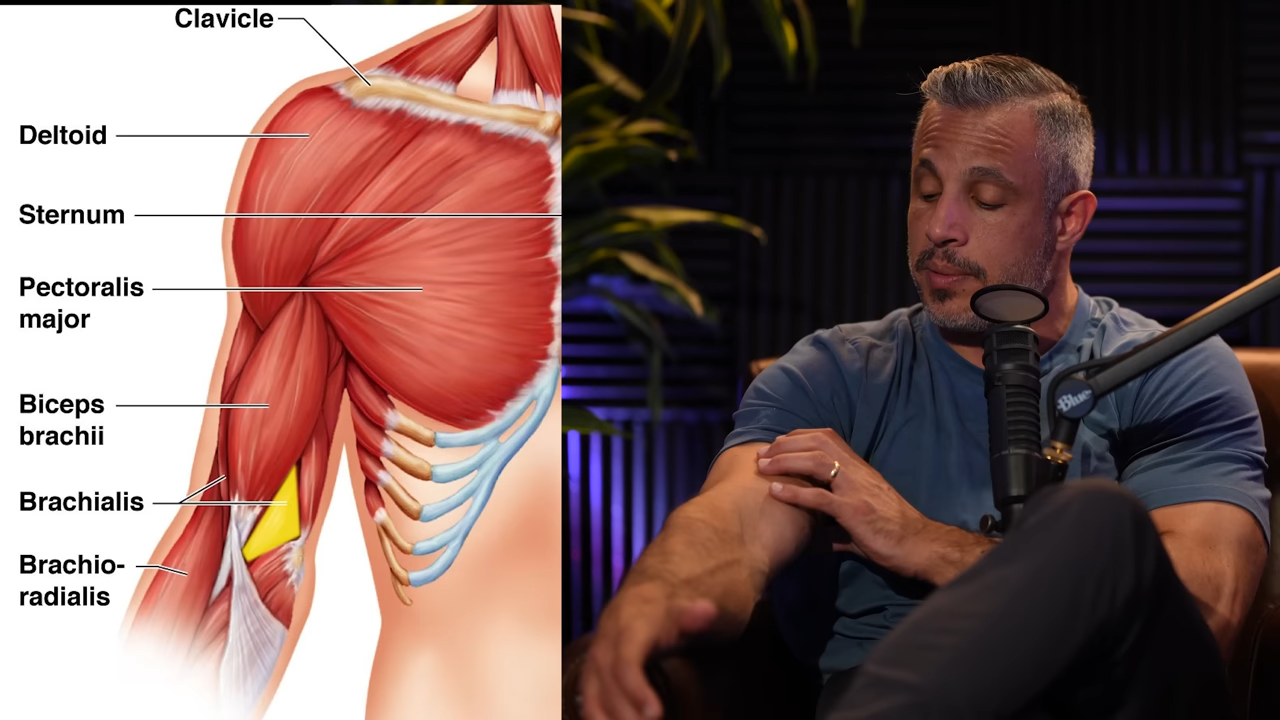 Clavicle
Deltoid
Sternum
Pectoralis
major
Biceps
brachii
Brachialis
Brachio-
radialis
Blue